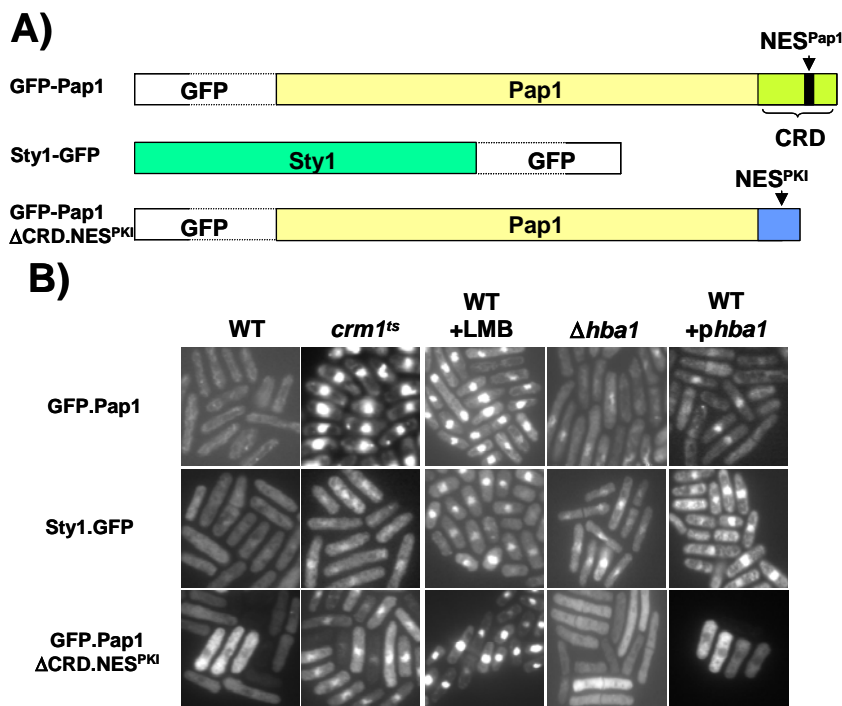 A)
NESPap1
GFP-Pap1
GFP
Pap1
CRD
Sty1-GFP
Sty1
GFP
NESPKI
GFP-Pap1
ΔCRD.NESPKI
GFP
Pap1
B)
WT
crm1ts
WT
+LMB
Δhba1
WT
+phba1
GFP.Pap1
Sty1.GFP
GFP.Pap1
ΔCRD.NESPKI